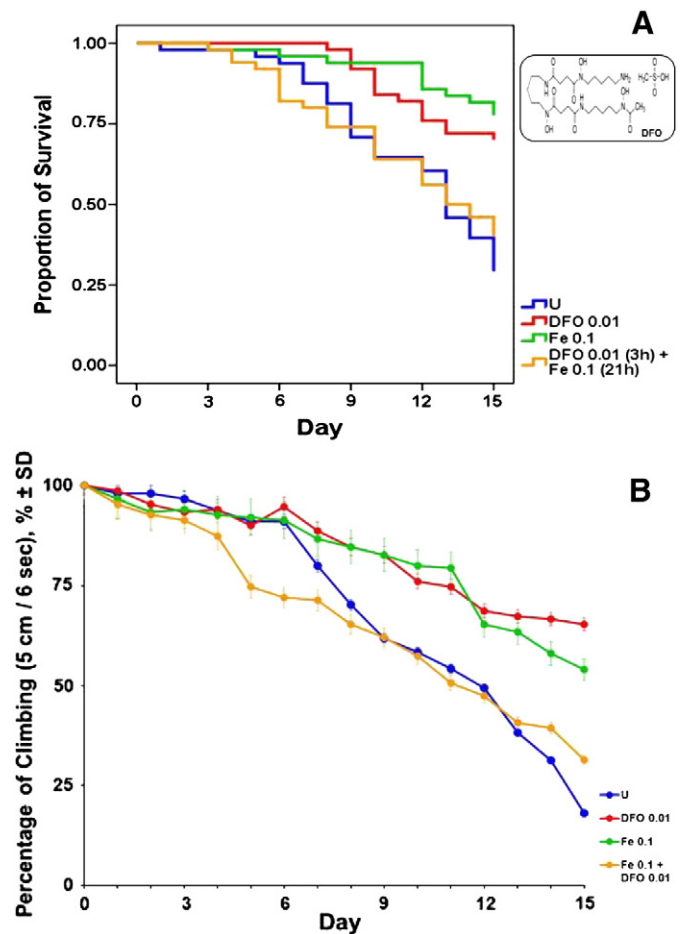 A
1.00
0.75
0.50
0.25
0.00
Proportion of Survival
0 3 6 9 12 15
Day
DFO
U
DFO 0.01
Fe 0.1
DFO 0.01 (3h) +
Fe 0.1 (21h)
B
100
75
50
25
0
Percentage of Climbing (5 cm / 6 sec), % ± SD
0 3 6 9 12 15
Day
U
DFO 0.01
Fe 0.1
Fe 0.1 +
DFO 0.01